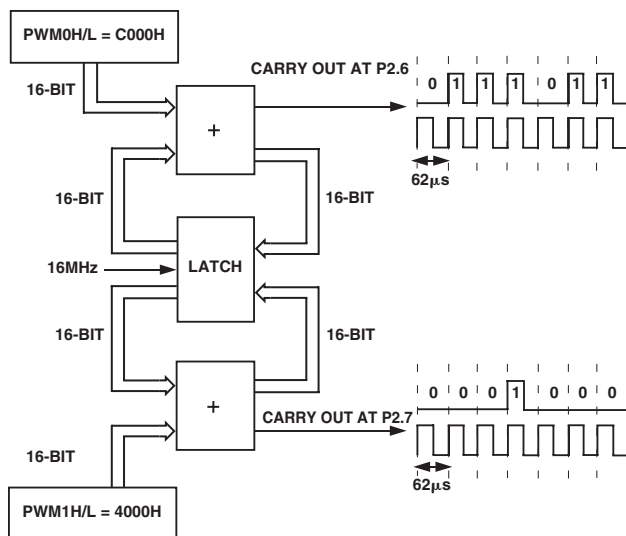 PWM0H/L = C000H
16-BIT
CARRY OUT AT P2.6
0 1 1 1 0 1 1
+
62µs
16-BIT
16-BIT
LATCH
16MHz
16-BIT
16-BIT
0 0 0 1 0 0 0
+
CARRY OUT AT P2.7
16-BIT
62µs
PWM1H/L = 4000H